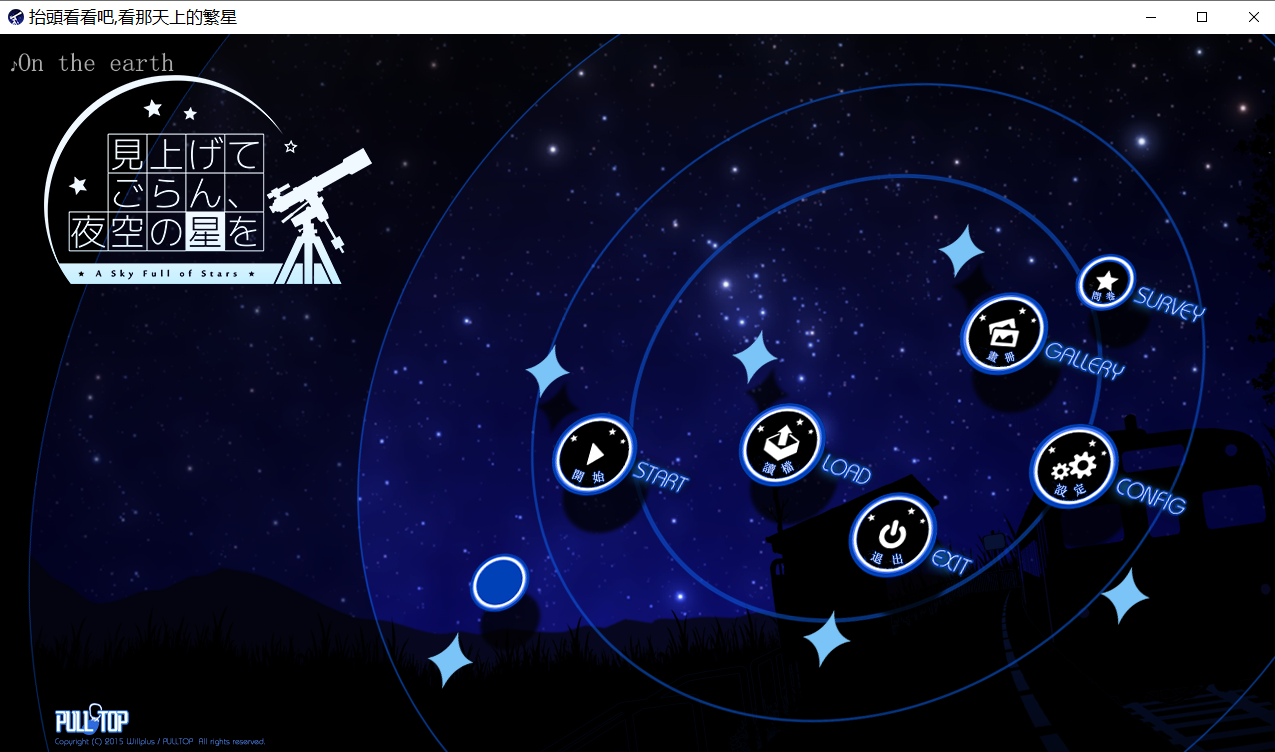 抬頭看看吧,看那天上的繁星
♪On the earth
見上げて
ごらん、
夜空の星を
★ A Sky Full of Stars ★
問卷
SURVEY
畫冊
GALLERY
開始
START
讀檔
LOAD
設定
CONFIG
退出
EXIT
PULLTOP
Copyright (C) 2015 Willplus / PULLTOP All rights reserved.